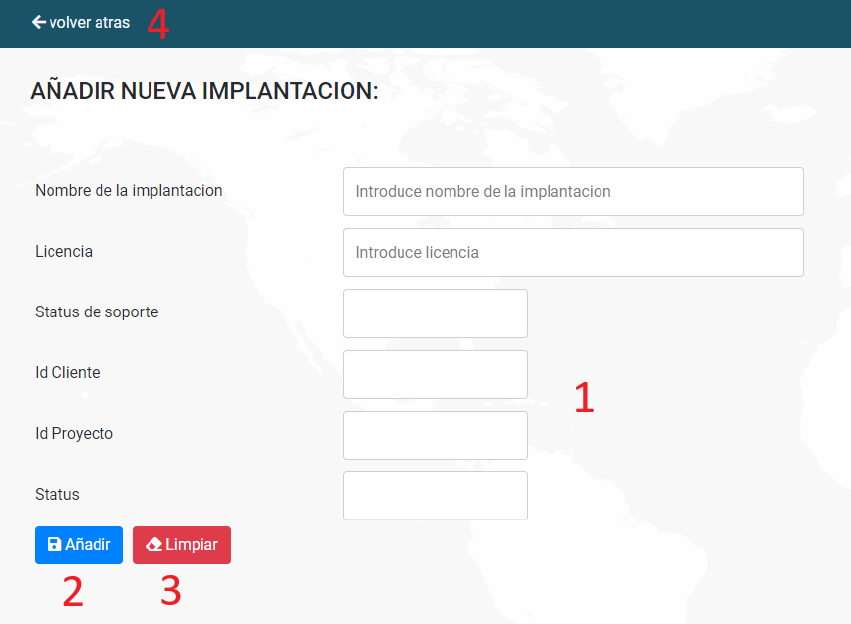 volver atras 4
AÑADIR NUEVA IMPLANTACION:
Nombre de la implantacion Introduce nombre de la implantacion
Licencia Introduce licencia
Status de soporte
Id Cliente
1
Id Proyecto
Status
Añadir Limpiar
2 3